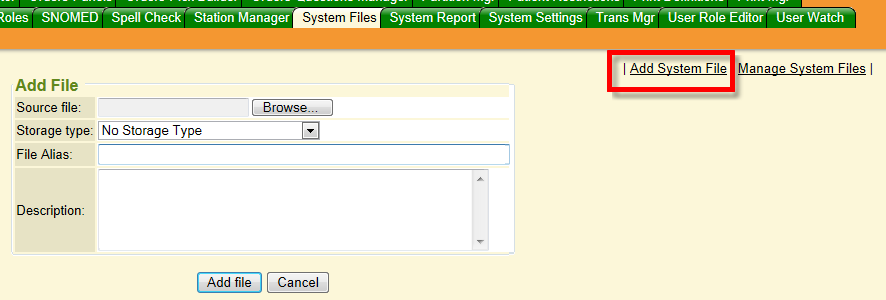 Roles SNOMED Spell Check Station Manager System Files System Report System Settings Trans Mgr User Role Editor User Watch
| Add System File | Manage System Files |
Add File
Source file: Browse...
Storage type: No Storage Type
File Alias:
Description:
Add file Cancel